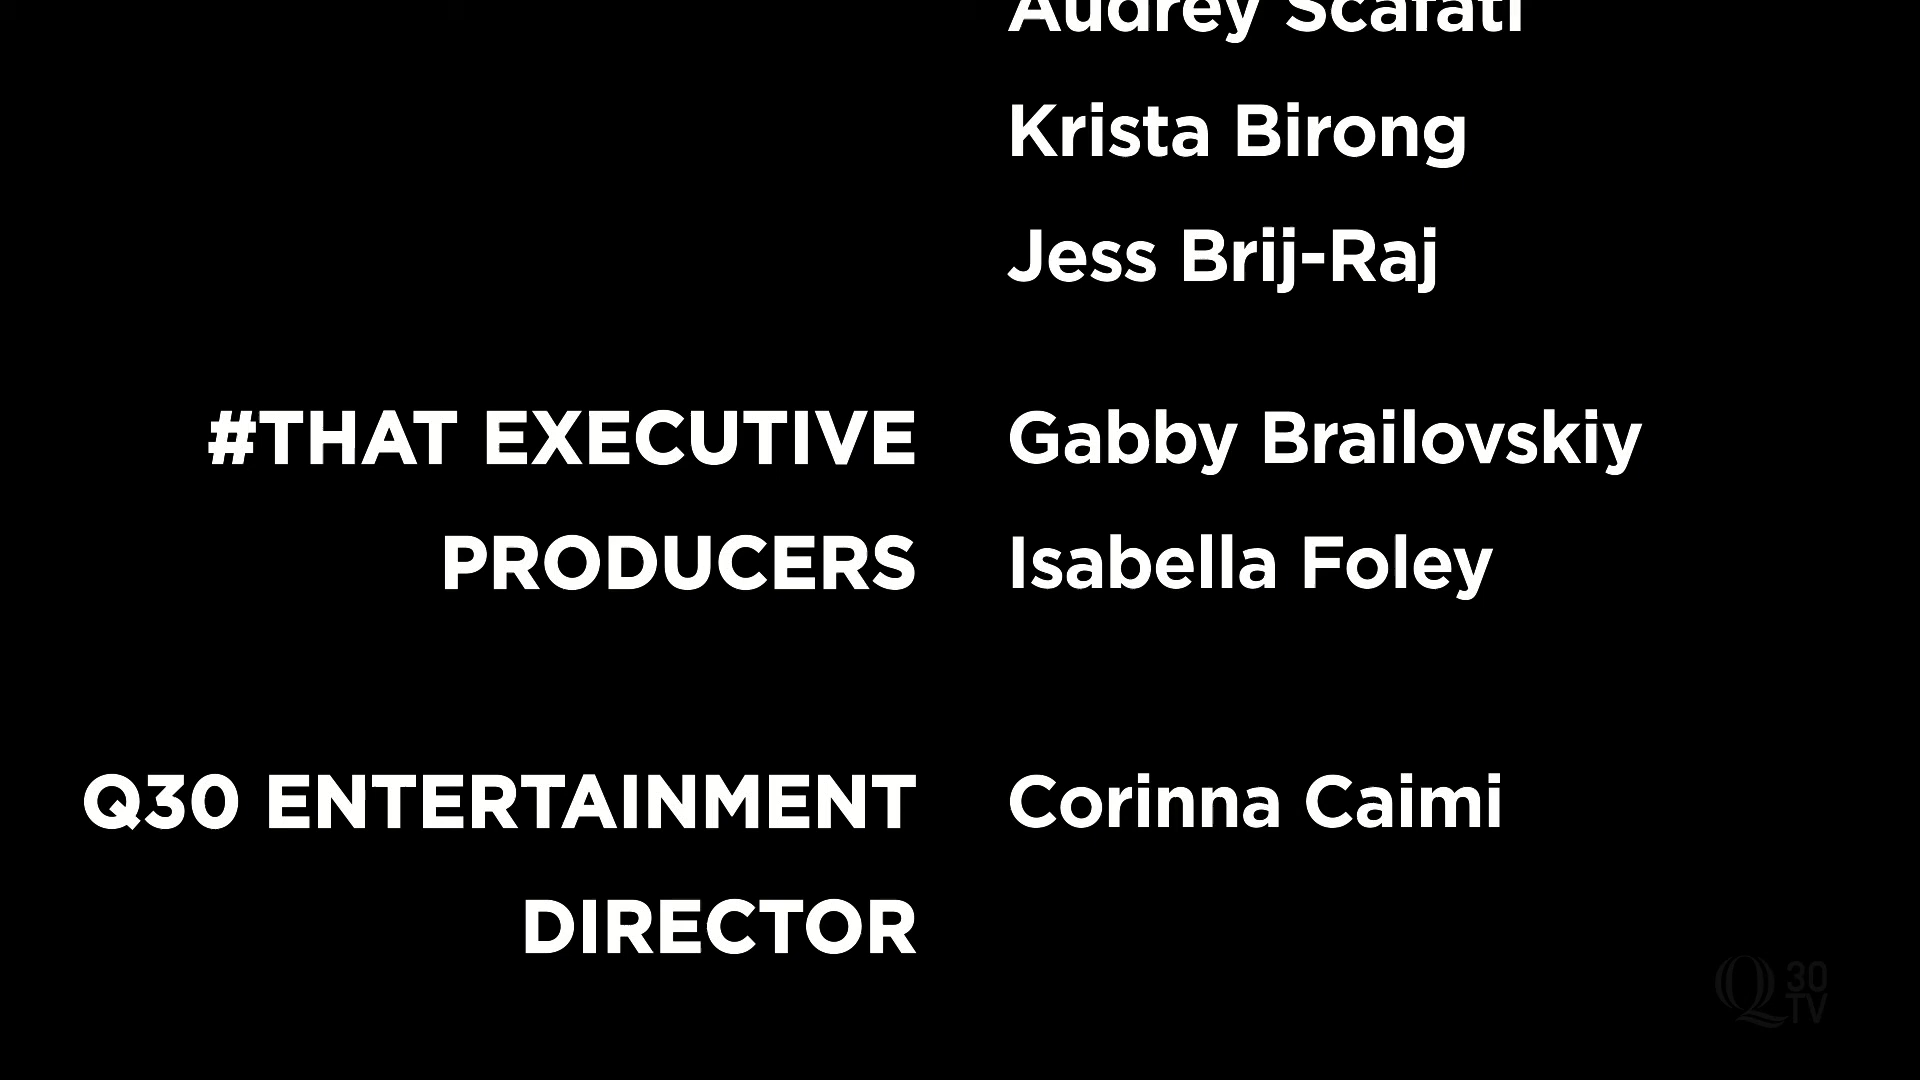 Audrey Scafati
Krista Birong
Jess Brij-Raj
#THAT EXECUTIVE Gabby Brailovskiy
PRODUCERS Isabella Foley
Q30 ENTERTAINMENT Corinna Caimi
DIRECTOR
Q 30
TV